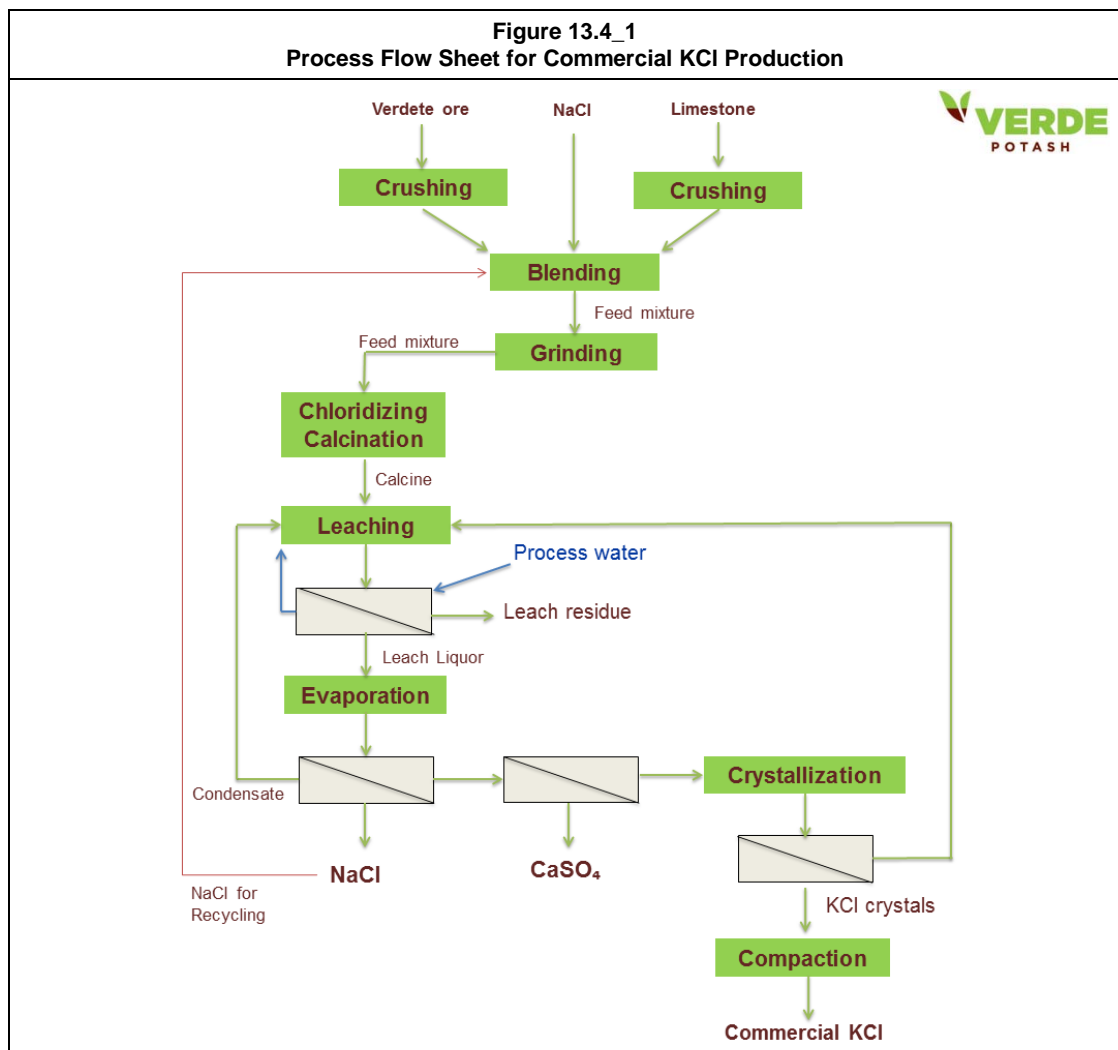 Figure 13.4_1
Process Flow Sheet for Commercial KCl Production
VERDE
POTASH
Verdete ore
NaCl
Limestone
Crushing
Crushing
Blending
Feed mixture
Feed mixture
Grinding
Chloridizing
Calcination
Calcine
Leaching
Process water
Leach residue
Leach Liquor
Evaporation
Crystallization
Condensate
NaCl
CaSO₄
NaCl for
Recycling
KCl crystals
Compaction
Commercial KCl